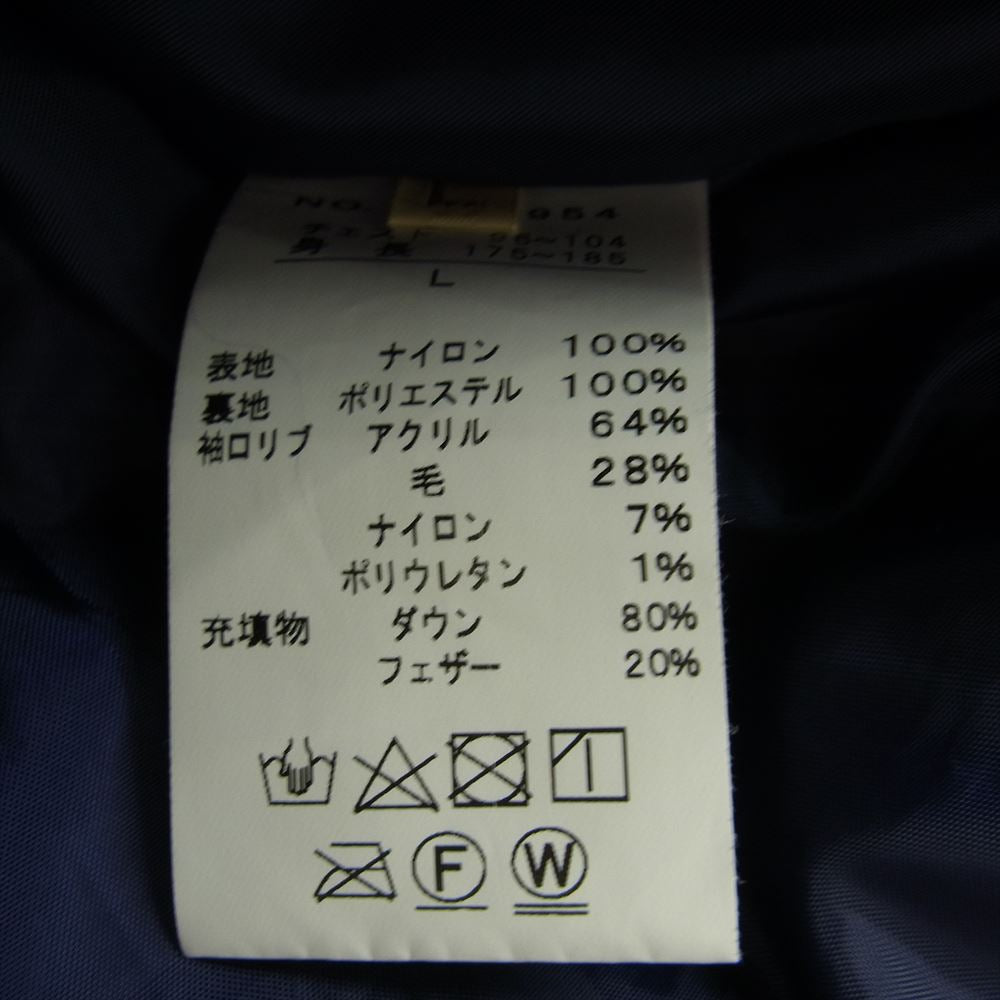 NO. 954
チェスト 96~104
身 長 175~185
L
表地 ナイロン 100%
裏地 ポリエステル 100%
袖口リブ アクリル 64%
毛 28%
ナイロン 7%
ポリウレタン 1%
充填物 ダウン 80%
フェザー 20%
F W